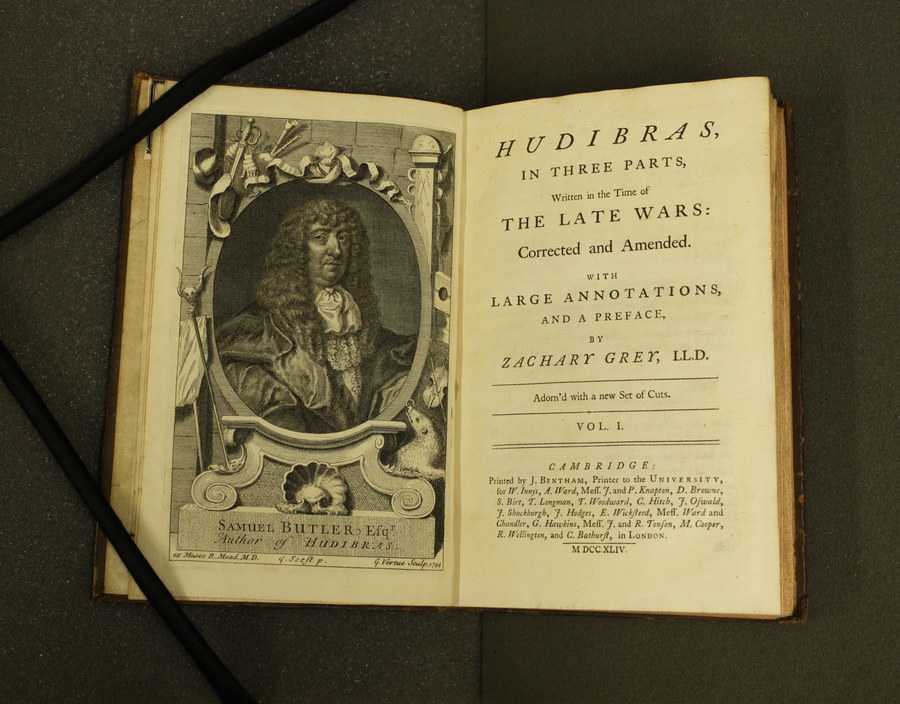 SAMUEL BUTLER, Esqr.
Author of HUDIBRAS.
ex Museo R. Mead, M.D. G. Soest p. G. Vertue Sculp. 1744
HUDIBRAS,
IN THREE PARTS,
Written in the Time of
THE LATE WARS:
Corrected and Amended.
WITH
LARGE ANNOTATIONS,
AND A PREFACE,
BY
ZACHARY GREY, LL.D.
Adorn'd with a new Set of Cuts.
VOL. I.
CAMBRIDGE:
Printed by J. BENTHAM, Printer to the UNIVERSITY,
for W. Innys, A. Ward, Meſſ. J. and P. Knapton, D. Browne,
S. Birt, T. Longman, T. Woodward, C. Hitch, J. Oſwald,
J. Shuckburgh, J. Hodges, E. Wickſteed, Meſſ. Ward and
Chandler, G. Hawkins, Meſſ. J. and R. Tonſon, M. Cooper,
R. Wellington, and C. Bathurſt, in LONDON.
M DCC.XLIV.